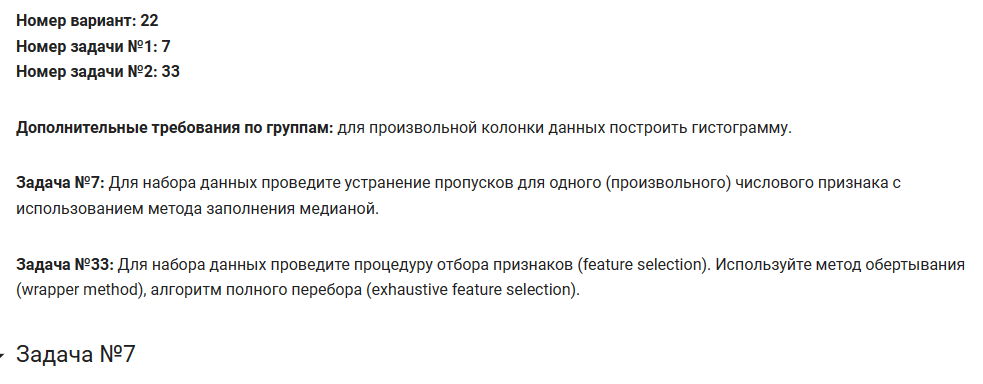 Номер вариант: 22
Номер задачи №1: 7
Номер задачи №2: 33
Дополнительные требования по группам: для произвольной колонки данных построить гистограмму.
Задача №7: Для набора данных проведите устранение пропусков для одного (произвольного) числового признака с
использованием метода заполнения медианой.
Задача №33: Для набора данных проведите процедуру отбора признаков (feature selection). Используйте метод обертывания
(wrapper method), алгоритм полного перебора (exhaustive feature selection).
Задача №7